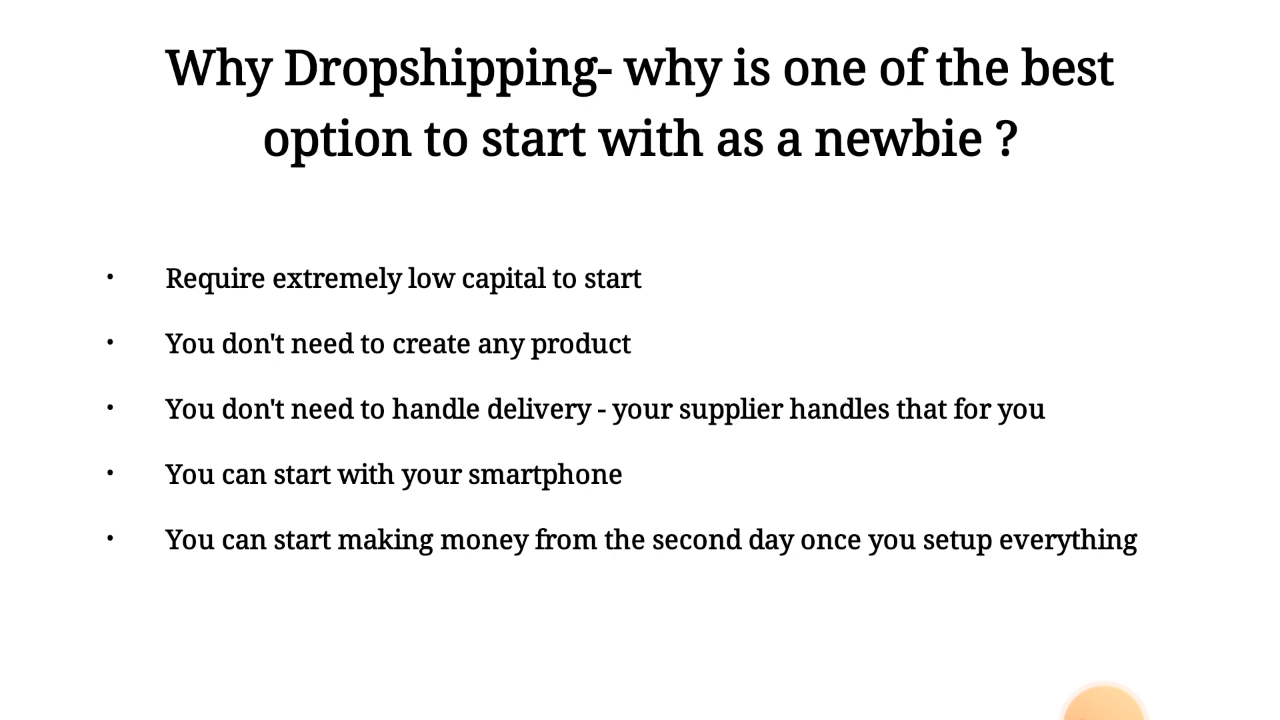 Why Dropshipping- why is one of the best
option to start with as a newbie ?
• Require extremely low capital to start
• You don't need to create any product
• You don't need to handle delivery - your supplier handles that for you
• You can start with your smartphone
• You can start making money from the second day once you setup everything